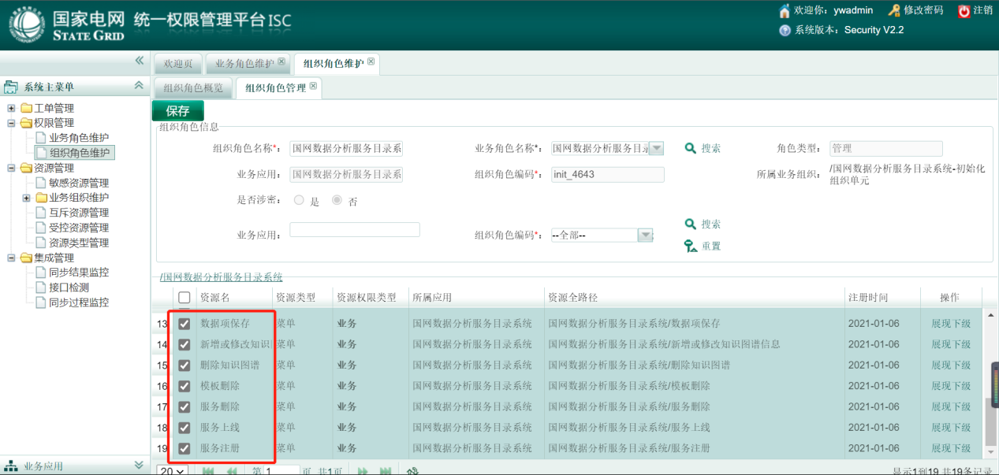 国家电网 统一权限管理平台ISC
STATE GRID
欢迎你：ywadmin 修改密码 注销
系统版本：Security V2.2
欢迎页 业务角色维护 组织角色维护
系统主菜单
组织角色概览 组织角色管理
工单管理
权限管理
业务角色维护
组织角色维护
资源管理
敏感资源管理
业务组织维护
互斥资源管理
受控资源管理
资源类型管理
集成管理
同步结果监控
接口检测
同步过程监控
业务应用
保存
组织角色信息
组织角色名称*： 国网数据分析服务目录系 业务角色名称*： 国网数据分析服务目录 搜索 角色类型： 管理
业务应用： 国网数据分析服务目录系 组织角色编码*： init_4643 所属业务组织： /国网数据分析服务目录系统-初始化
组织单元
是否涉密： 是 否
业务应用： 组织角色编码*： --全部-- 搜索
重置
/国网数据分析服务目录系统
资源名 资源类型 资源权限类型 所属应用 资源全路径 注册时间 操作
13 数据项保存 菜单 业务 国网数据分析服务目录系统 国网数据分析服务目录系统/数据项保存 2021-01-06 展现下级
14 新增或修改知识 菜单 业务 国网数据分析服务目录系统 国网数据分析服务目录系统/新增或修改知识图谱信息 2021-01-06 展现下级
15 删除知识图谱 菜单 业务 国网数据分析服务目录系统 国网数据分析服务目录系统/删除知识图谱 2021-01-06 展现下级
16 模板删除 菜单 业务 国网数据分析服务目录系统 国网数据分析服务目录系统/模板删除 2021-01-06 展现下级
17 服务删除 菜单 业务 国网数据分析服务目录系统 国网数据分析服务目录系统/服务删除 2021-01-06 展现下级
18 服务上线 菜单 业务 国网数据分析服务目录系统 国网数据分析服务目录系统/服务上线 2021-01-06 展现下级
19 服务注册 菜单 业务 国网数据分析服务目录系统 国网数据分析服务目录系统/服务注册 2021-01-06 展现下级
20 第 1 页 共1页 显示1到19 共19条记录